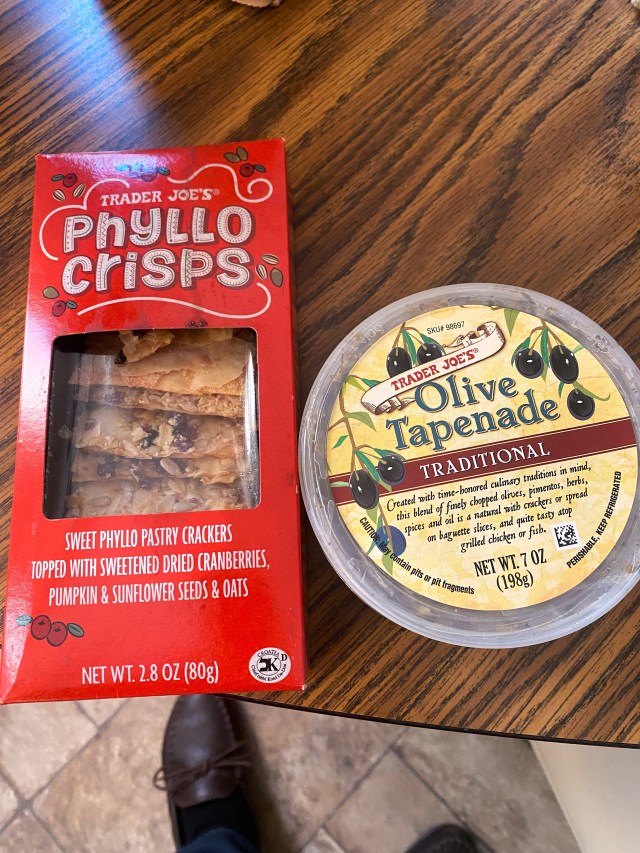 TRADER JOE'S®
Phyllo
Crisps
SWEET PHYLLO PASTRY CRACKERS
TOPPED WITH SWEETENED DRIED CRANBERRIES,
PUMPKIN & SUNFLOWER SEEDS & OATS
NET WT. 2.8 OZ (80g)
K D
SKU# 98697
TRADER JOE'S®
Olive
Tapenade
TRADITIONAL
Created with time-honored culinary traditions in mind,
this blend of finely chopped olives, pimentos, herbs,
spices and oil is a natural with crackers or spread
on baguette slices, and quite tasty atop
grilled chicken or fish.
NET WT. 7 OZ
(198g)
CAUTION: May contain pits or pit fragments
PERISHABLE, KEEP REFRIGERATED